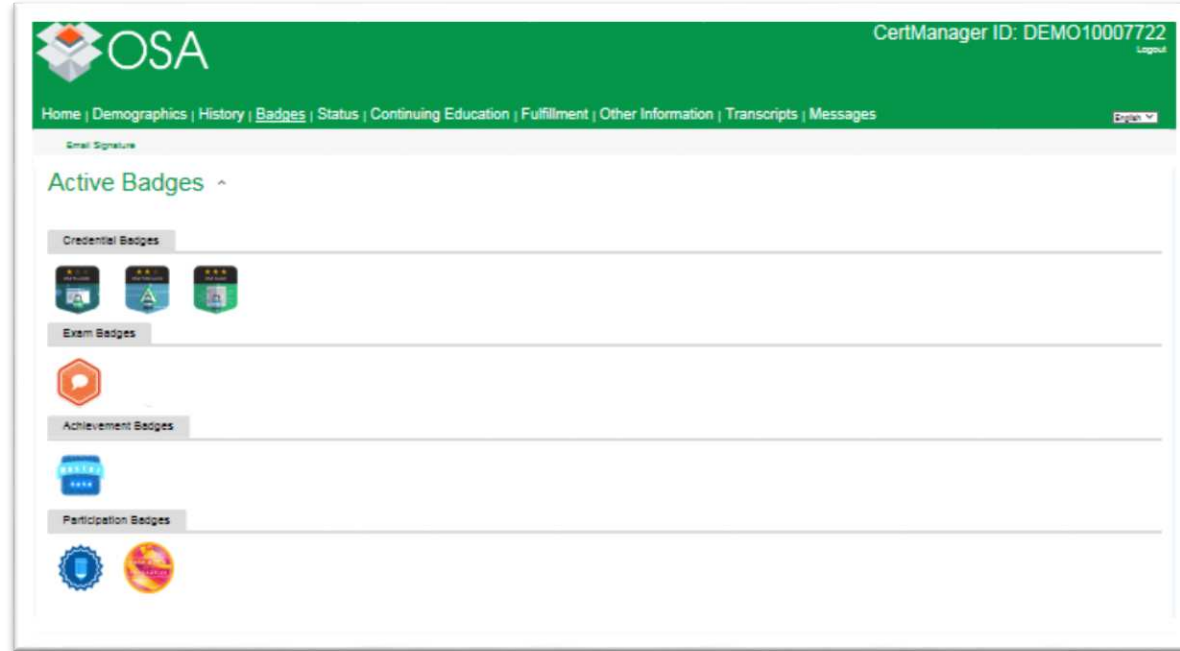 OSA
CertManager ID: DEMO10007722
Logout
Home | Demographics | History | Badges | Status | Continuing Education | Fulfillment | Other Information | Transcripts | Messages
English
Email Signature
Active Badges
Credential Badges
Exam Badges
Achievement Badges
Participation Badges